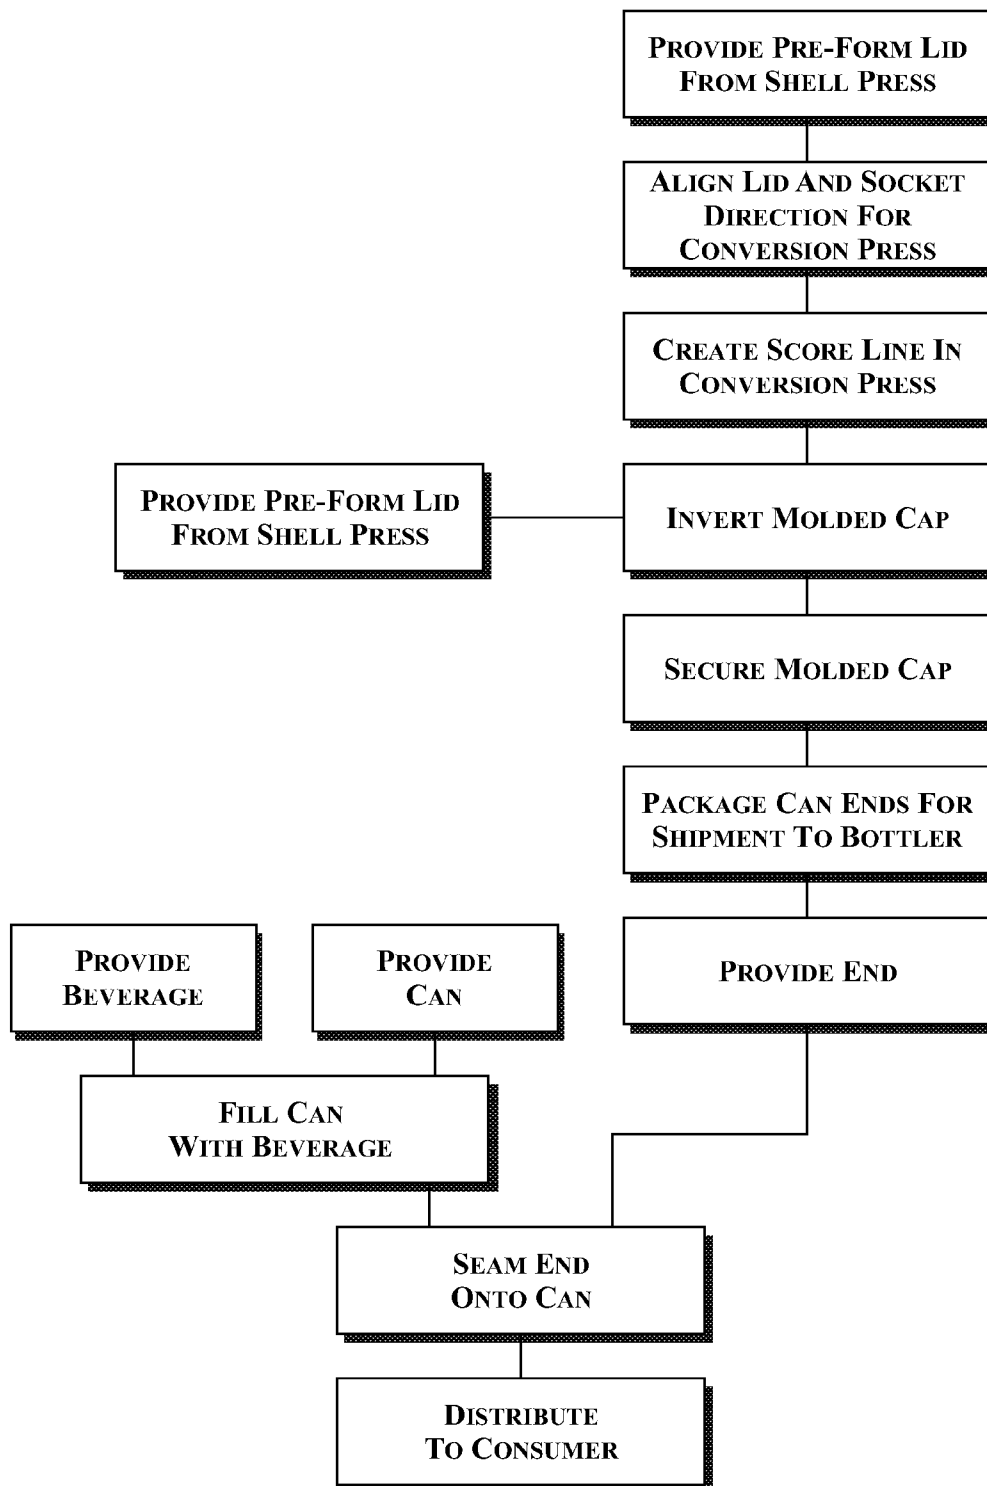 PROVIDE PRE-FORM LID
FROM SHELL PRESS
ALIGN LID AND SOCKET
DIRECTION FOR
CONVERSION PRESS
CREATE SCORE LINE IN
CONVERSION PRESS
PROVIDE PRE-FORM LID
FROM SHELL PRESS
INVERT MOLDED CAP
SECURE MOLDED CAP
PACKAGE CAN ENDS FOR
SHIPMENT TO BOTTLER
PROVIDE
BEVERAGE
PROVIDE
CAN
PROVIDE END
FILL CAN
WITH BEVERAGE
SEAM END
ONTO CAN
DISTRIBUTE
TO CONSUMER